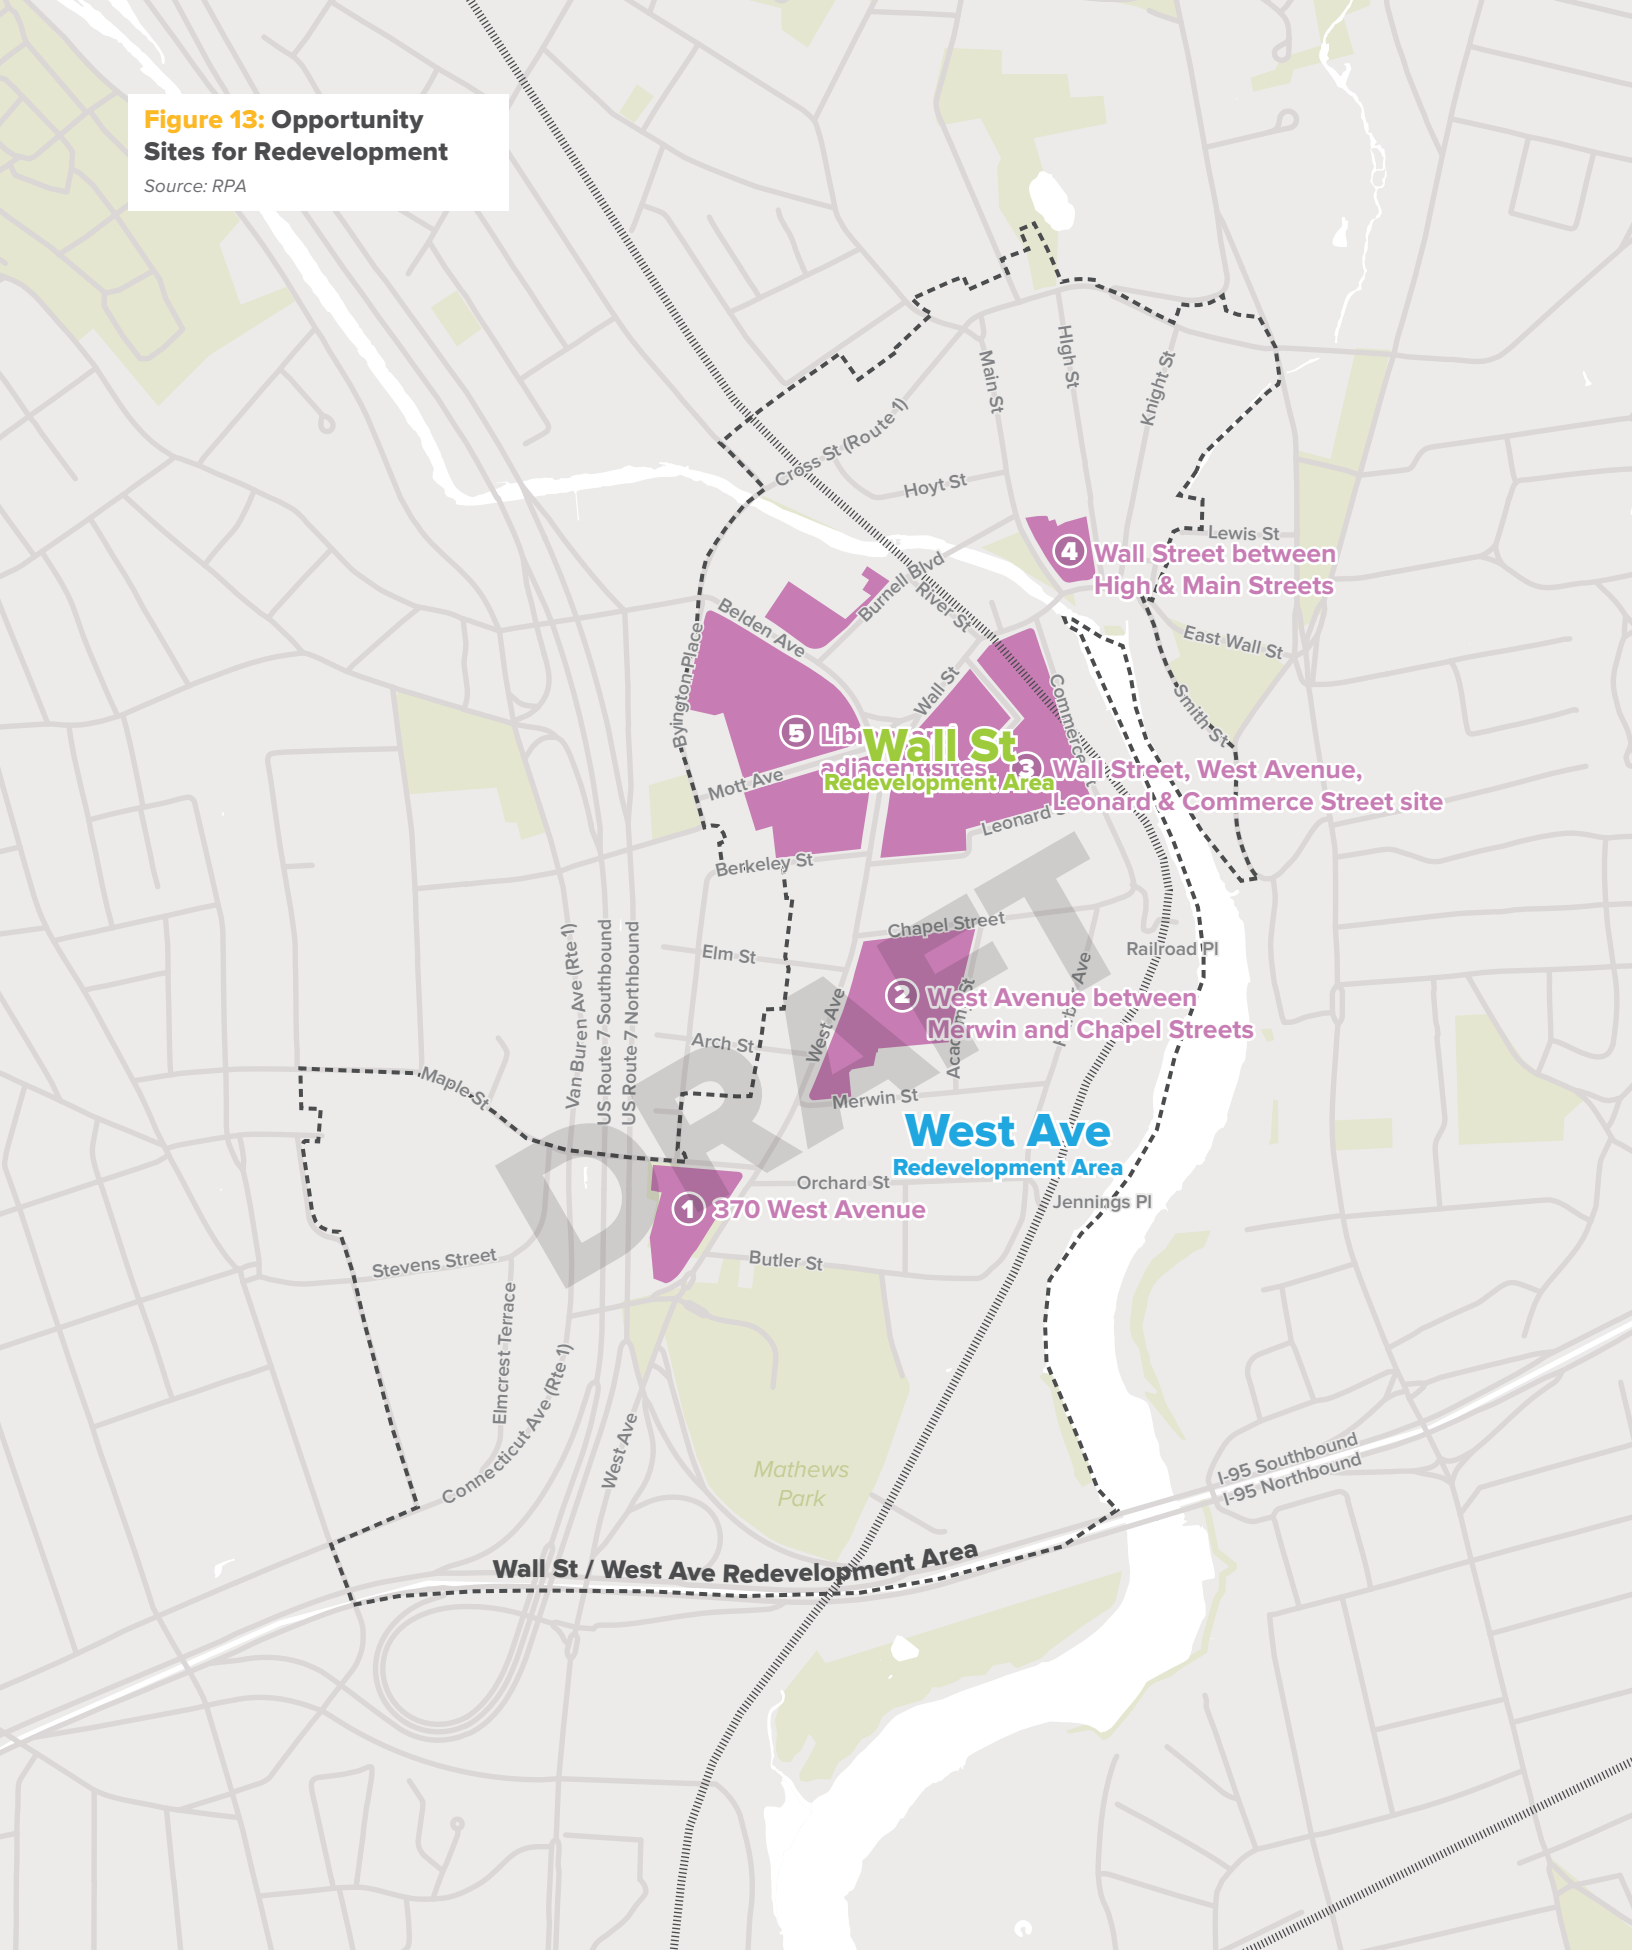 Figure 13: Opportunity
Sites for Redevelopment
Source: RPA
Main St
HIgh St
Knight St
Cross St (Route 1)
Hoyt St
Lewis St
4
Wall Street between
High & Main Streets
Burnell Blvd
River St
Belden Ave
East Wall St
Byington Place
Wall St
Commerce
Smith St
5
Wall St
adjacent sites
Redevelopment Area
3
Wall Street, West Avenue,
Leonard & Commerce Street site
Mott Ave
Leonard
Berkeley St
Chapel Street
Elm St
Railroad Pl
Van Buren Ave (Rte 1)
US Route 7 Southbound
US Route 7 Northbound
2
West Avenue between
Merwin and Chapel Streets
West Ave
Ave
Arch St
Maple St
Merwin St
DRAFT
West Ave
Redevelopment Area
Orchard St
Jennings Pl
1
370 West Avenue
Stevens Street
Butler St
Elmcrest Terrace
Connecticut Ave (Rte 1)
West Ave
Mathews
Park
I-95 Southbound
I-95 Northbound
Wall St / West Ave Redevelopment Area